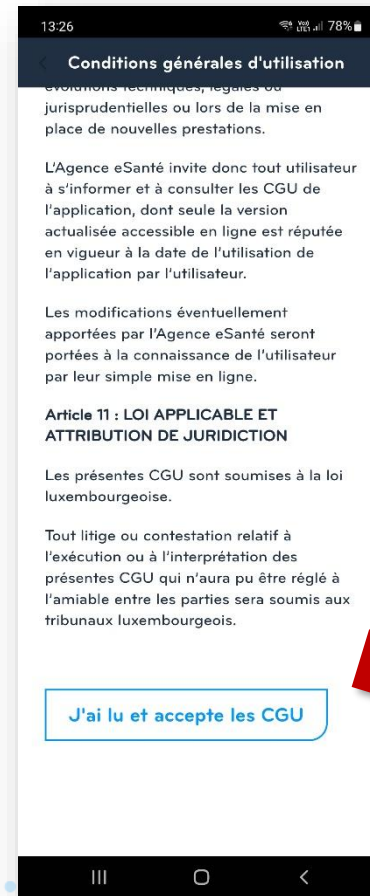 13:26 Vo)) LTE1 78%
Conditions générales d'utilisation
évolutions techniques, légales ou
jurisprudentielles ou lors de la mise en
place de nouvelles prestations.
L'Agence eSanté invite donc tout utilisateur
à s'informer et à consulter les CGU de
l'application, dont seule la version
actualisée accessible en ligne est réputée
en vigueur à la date de l'utilisation de
l'application par l'utilisateur.
Les modifications éventuellement
apportées par l'Agence eSanté seront
portées à la connaissance de l'utilisateur
par leur simple mise en ligne.
Article 11 : LOI APPLICABLE ET
ATTRIBUTION DE JURIDICTION
Les présentes CGU sont soumises à la loi
luxembourgeoise.
Tout litige ou contestation relatif à
l'exécution ou à l'interprétation des
présentes CGU qui n'aura pu être réglé à
l'amiable entre les parties sera soumis aux
tribunaux luxembourgeois.
J'ai lu et accepte les CGU